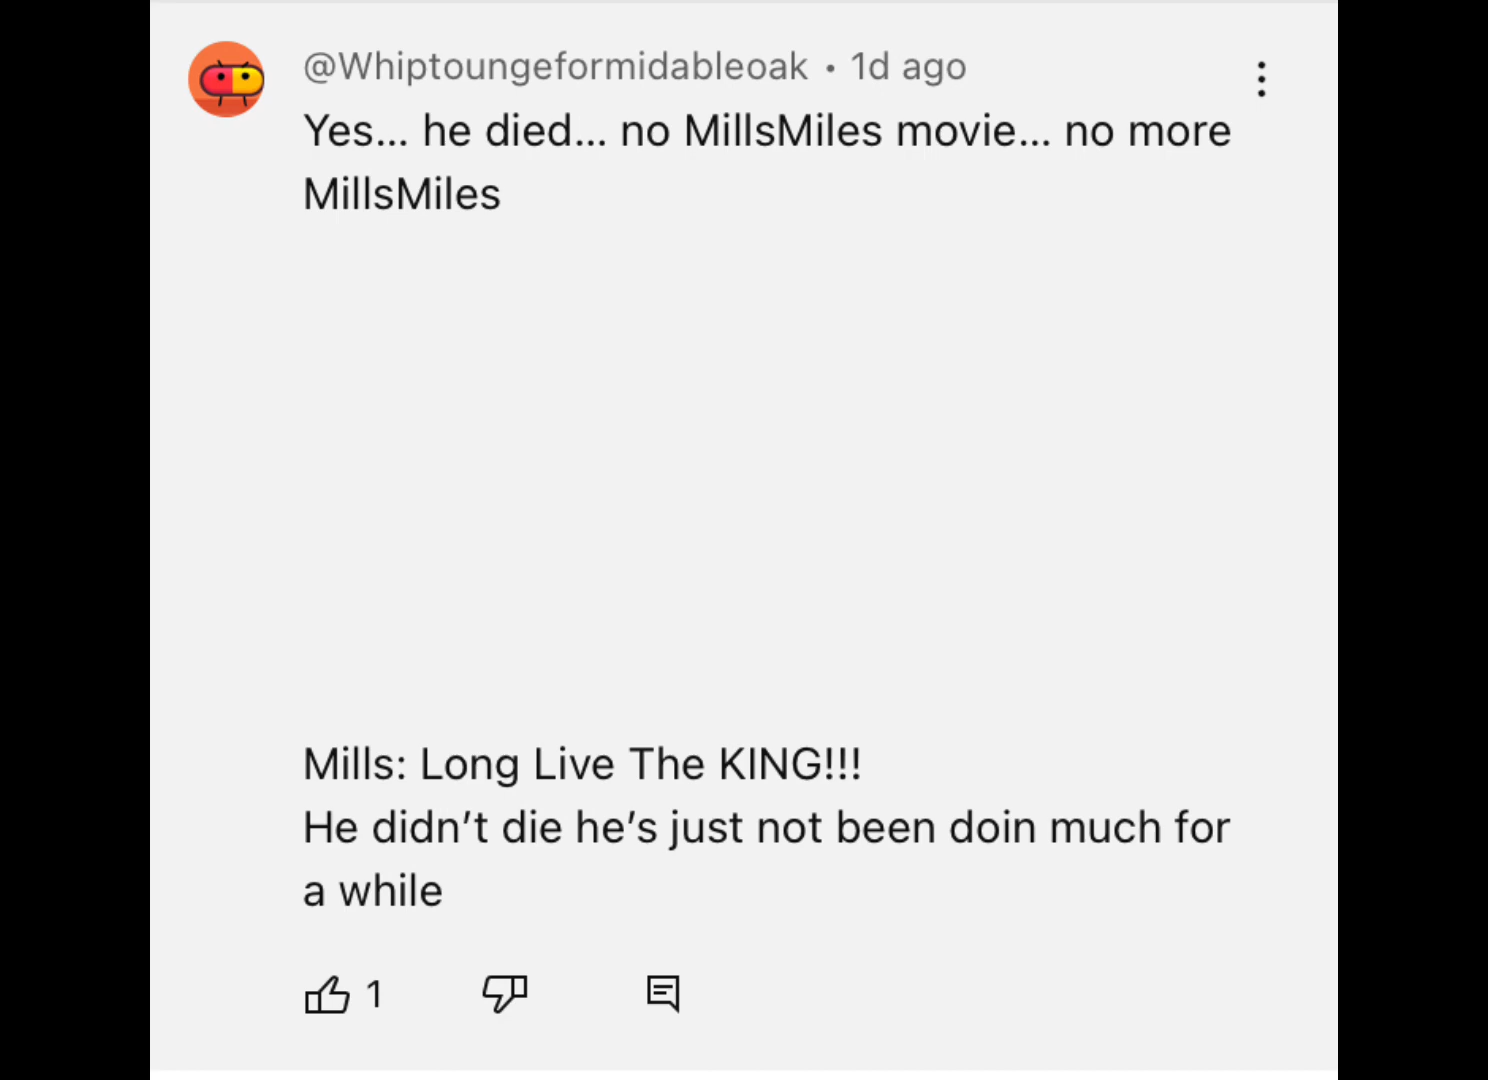 @Whiptoungeformidableoak • 1d ago
Yes... he died... no MillsMiles movie... no more
MillsMiles
Mills: Long Live The KING!!!
He didn’t die he’s just not been doin much for
a while
1